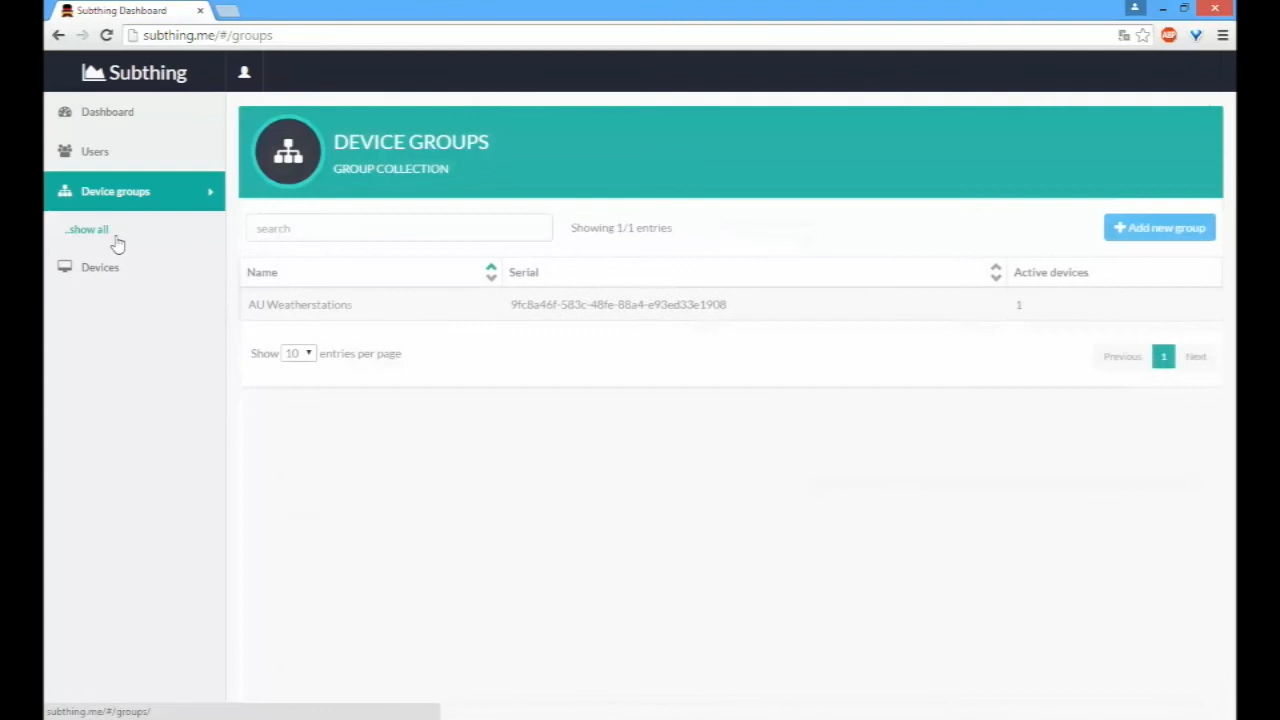 Subthing Dashboard
subthing.me/#/groups
ABP
Subthing
Dashboard
Users
Device groups
..show all
Devices
DEVICE GROUPS
GROUP COLLECTION
search
Showing 1/1 entries
Add new group
Name Serial Active devices
AU Weatherstations 9fc8a46f-583c-48fe-88a4-e93ed33e1908 1
Show 10 entries per page
Previous 1 Next
subthing.me/#/groups/